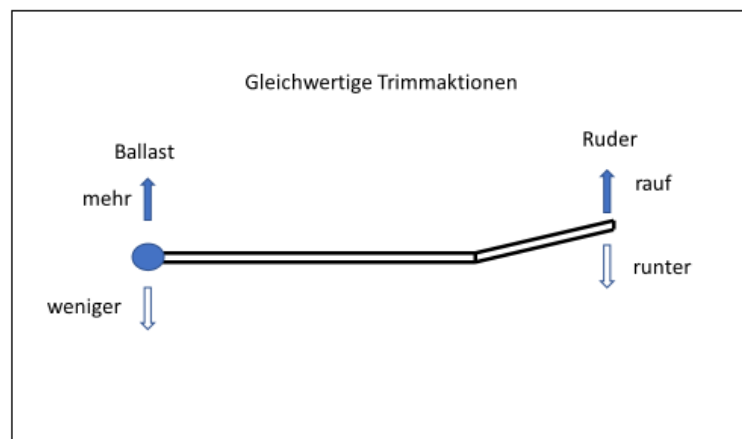 Gleichwertige Trimmaktionen
Ballast
mehr
weniger
Ruder
rauf
runter